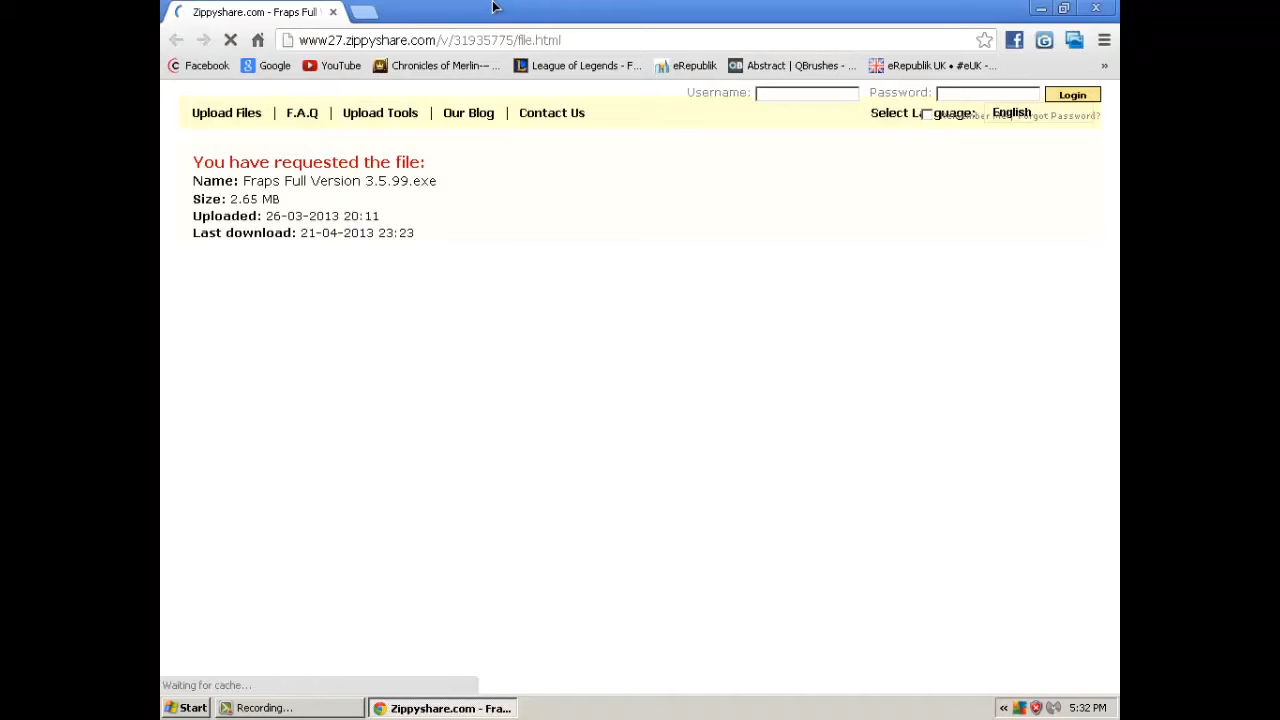 Zippyshare.com - Fraps Full
www27.zippyshare.com/v/31935775/file.html
Facebook Google YouTube Chronicles of Merlin--- ... League of Legends - F... eRepublik Abstract | QBrushes - ... eRepublik UK • #eUK -... »
Username: Password: Login
Upload Files | F.A.Q | Upload Tools | Our Blog | Contact Us Select Language: English
Forgot Password?
You have requested the file:
Name: Fraps Full Version 3.5.99.exe
Size: 2.65 MB
Uploaded: 26-03-2013 20:11
Last download: 21-04-2013 23:23
Waiting for cache...
Start Recording... Zippyshare.com - Fra... « 5:32 PM